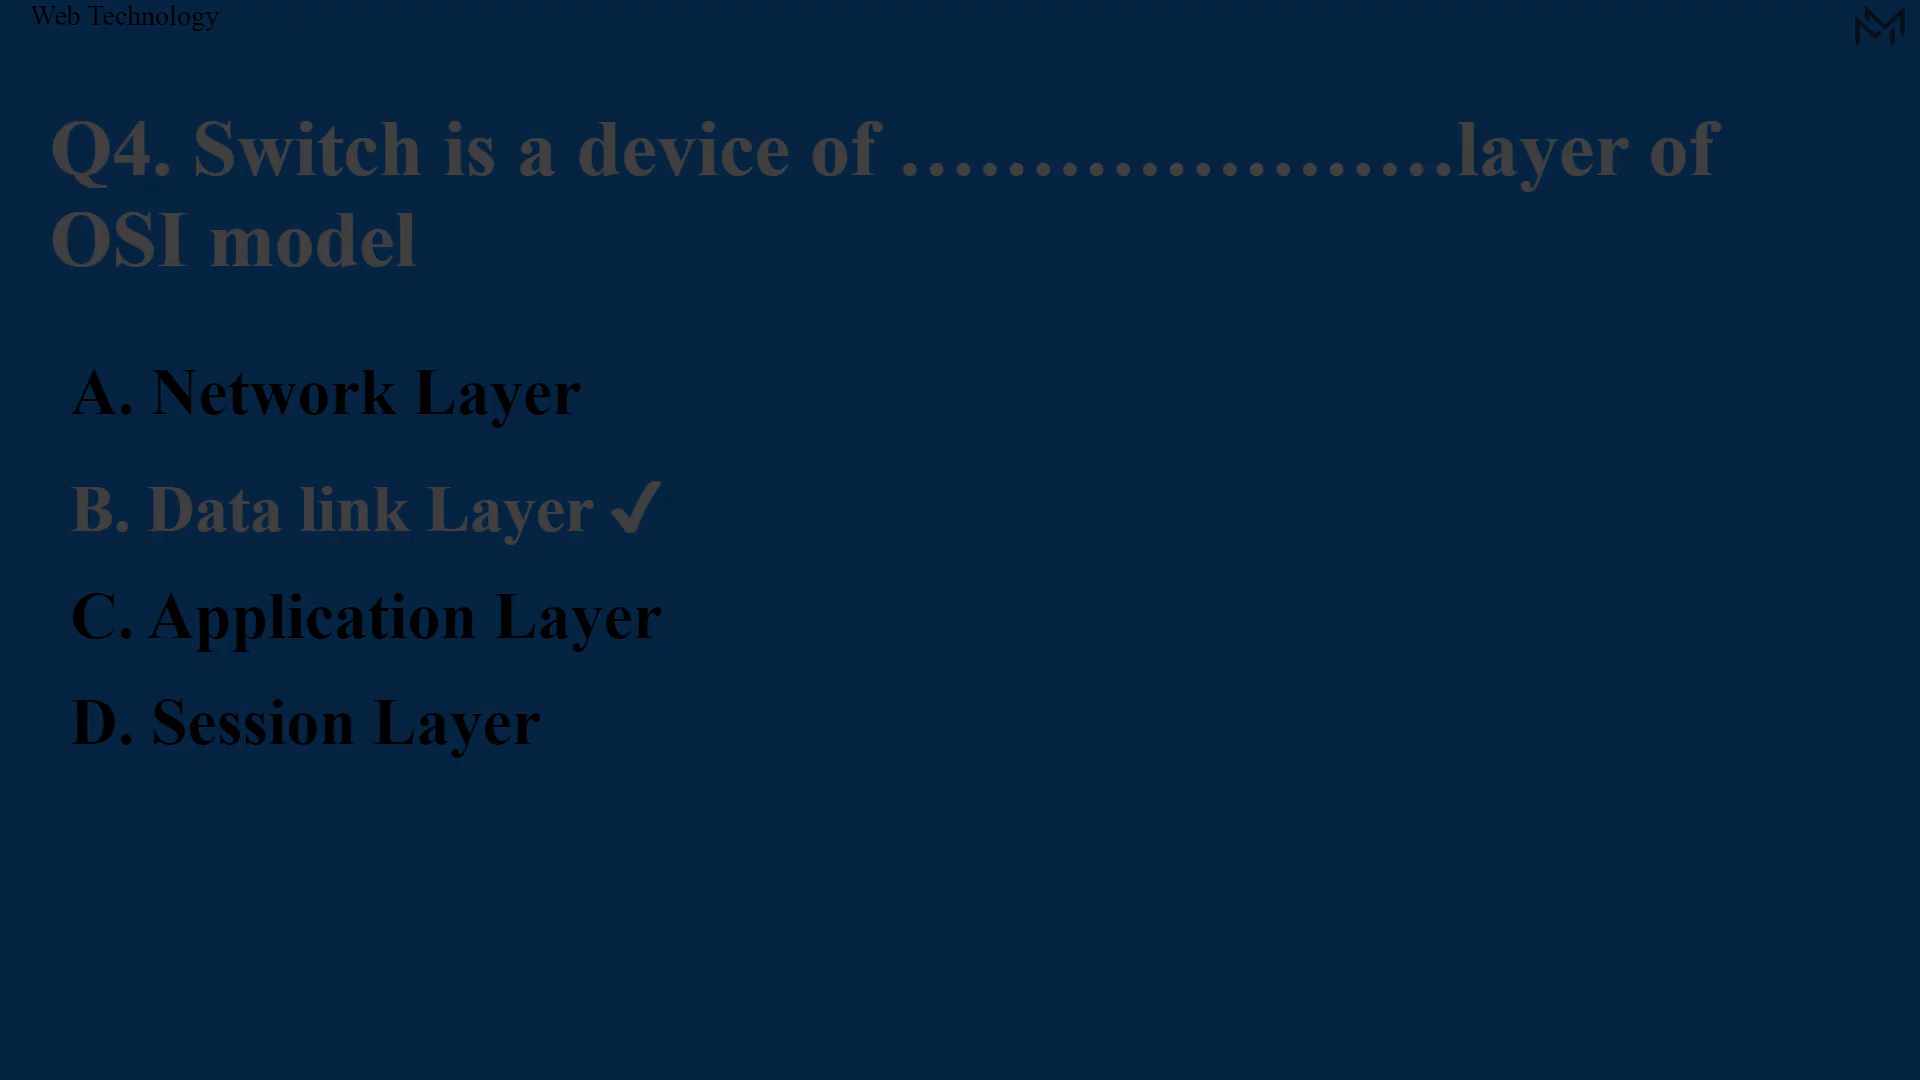 Web Technology
Q4. Switch is a device of …………………layer of
OSI model
A. Network Layer
B. Data link Layer ✓
C. Application Layer
D. Session Layer